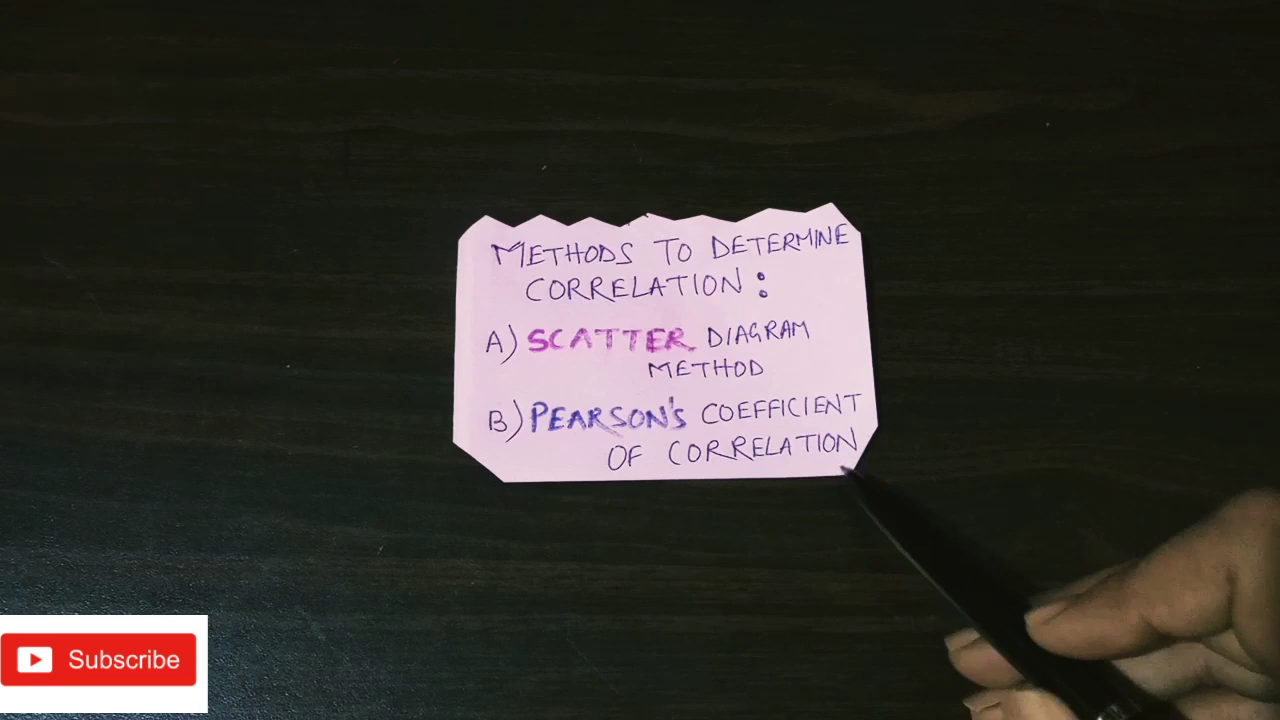 METHODS TO DETERMINE
CORRELATION:
A) SCATTER DIAGRAM
METHOD
B) PEARSON'S COEFFICIENT
OF CORRELATION
Subscribe